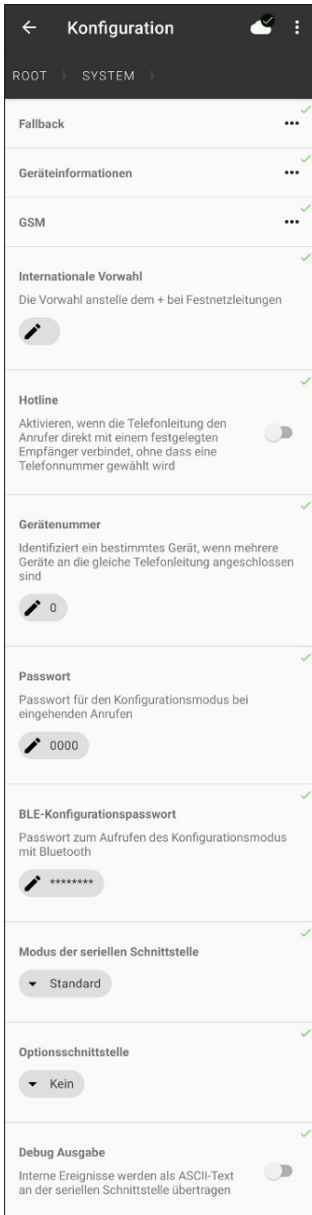 Konfiguration
ROOT SYSTEM
Fallback
Geräteinformationen
GSM
Internationale Vorwahl
Die Vorwahl anstelle dem + bei Festnetzleitungen
Hotline
Aktivieren, wenn die Telefonleitung den
Anrufer direkt mit einem festgelegten
Empfänger verbindet, ohne dass eine
Telefonnummer gewählt wird
Gerätenummer
Identifiziert ein bestimmtes Gerät, wenn mehrere
Geräte an die gleiche Telefonleitung angeschlossen
sind
0
Passwort
Passwort für den Konfigurationsmodus bei
eingehenden Anrufen
0000
BLE-Konfigurationspasswort
Passwort zum Aufrufen des Konfigurationsmodus
mit Bluetooth
********
Modus der seriellen Schnittstelle
Standard
Optionsschnittstelle
Kein
Debug Ausgabe
Interne Ereignisse werden als ASCII-Text
an der seriellen Schnittstelle übertragen